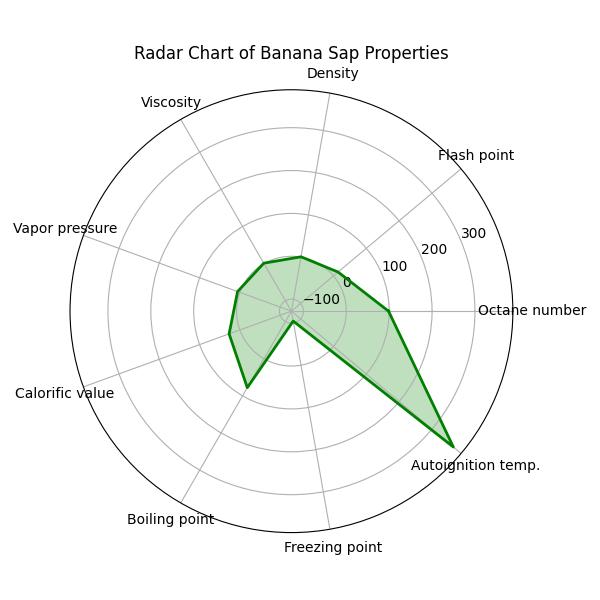 Radar Chart of Banana Sap Properties
Density
Viscosity
Flash point
Vapor pressure
300
200
100
0
−100
Octane number
Calorific value
Autoignition temp.
Boiling point
Freezing point